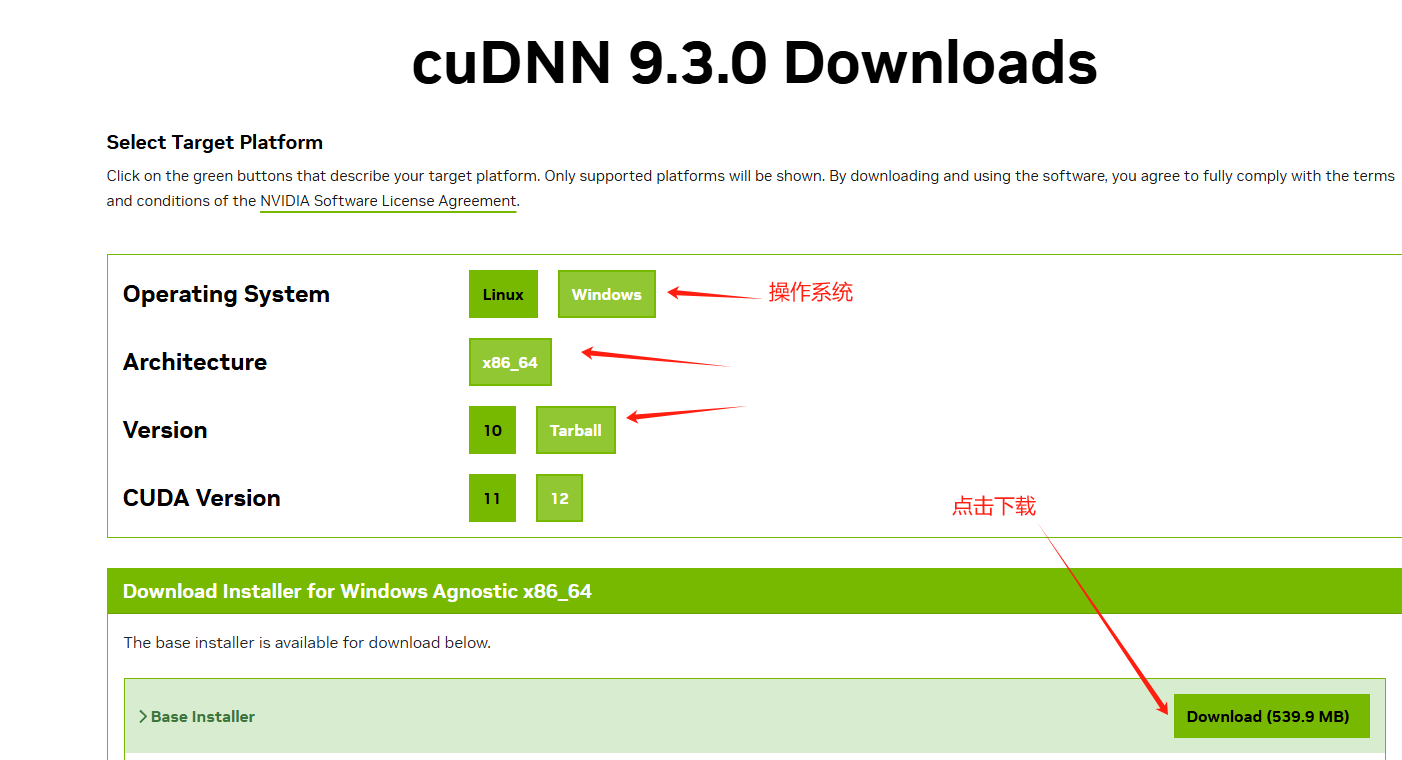 cuDNN 9.3.0 Downloads
Select Target Platform
Click on the green buttons that describe your target platform. Only supported platforms will be shown. By downloading and using the software, you agree to fully comply with the terms
and conditions of the NVIDIA Software License Agreement.
Operating System Linux Windows 操作系统
Architecture x86_64
Version 10 Tarball
CUDA Version 11 12
点击下载
Download Installer for Windows Agnostic x86_64
The base installer is available for download below.
Base Installer Download (539.9 MB)